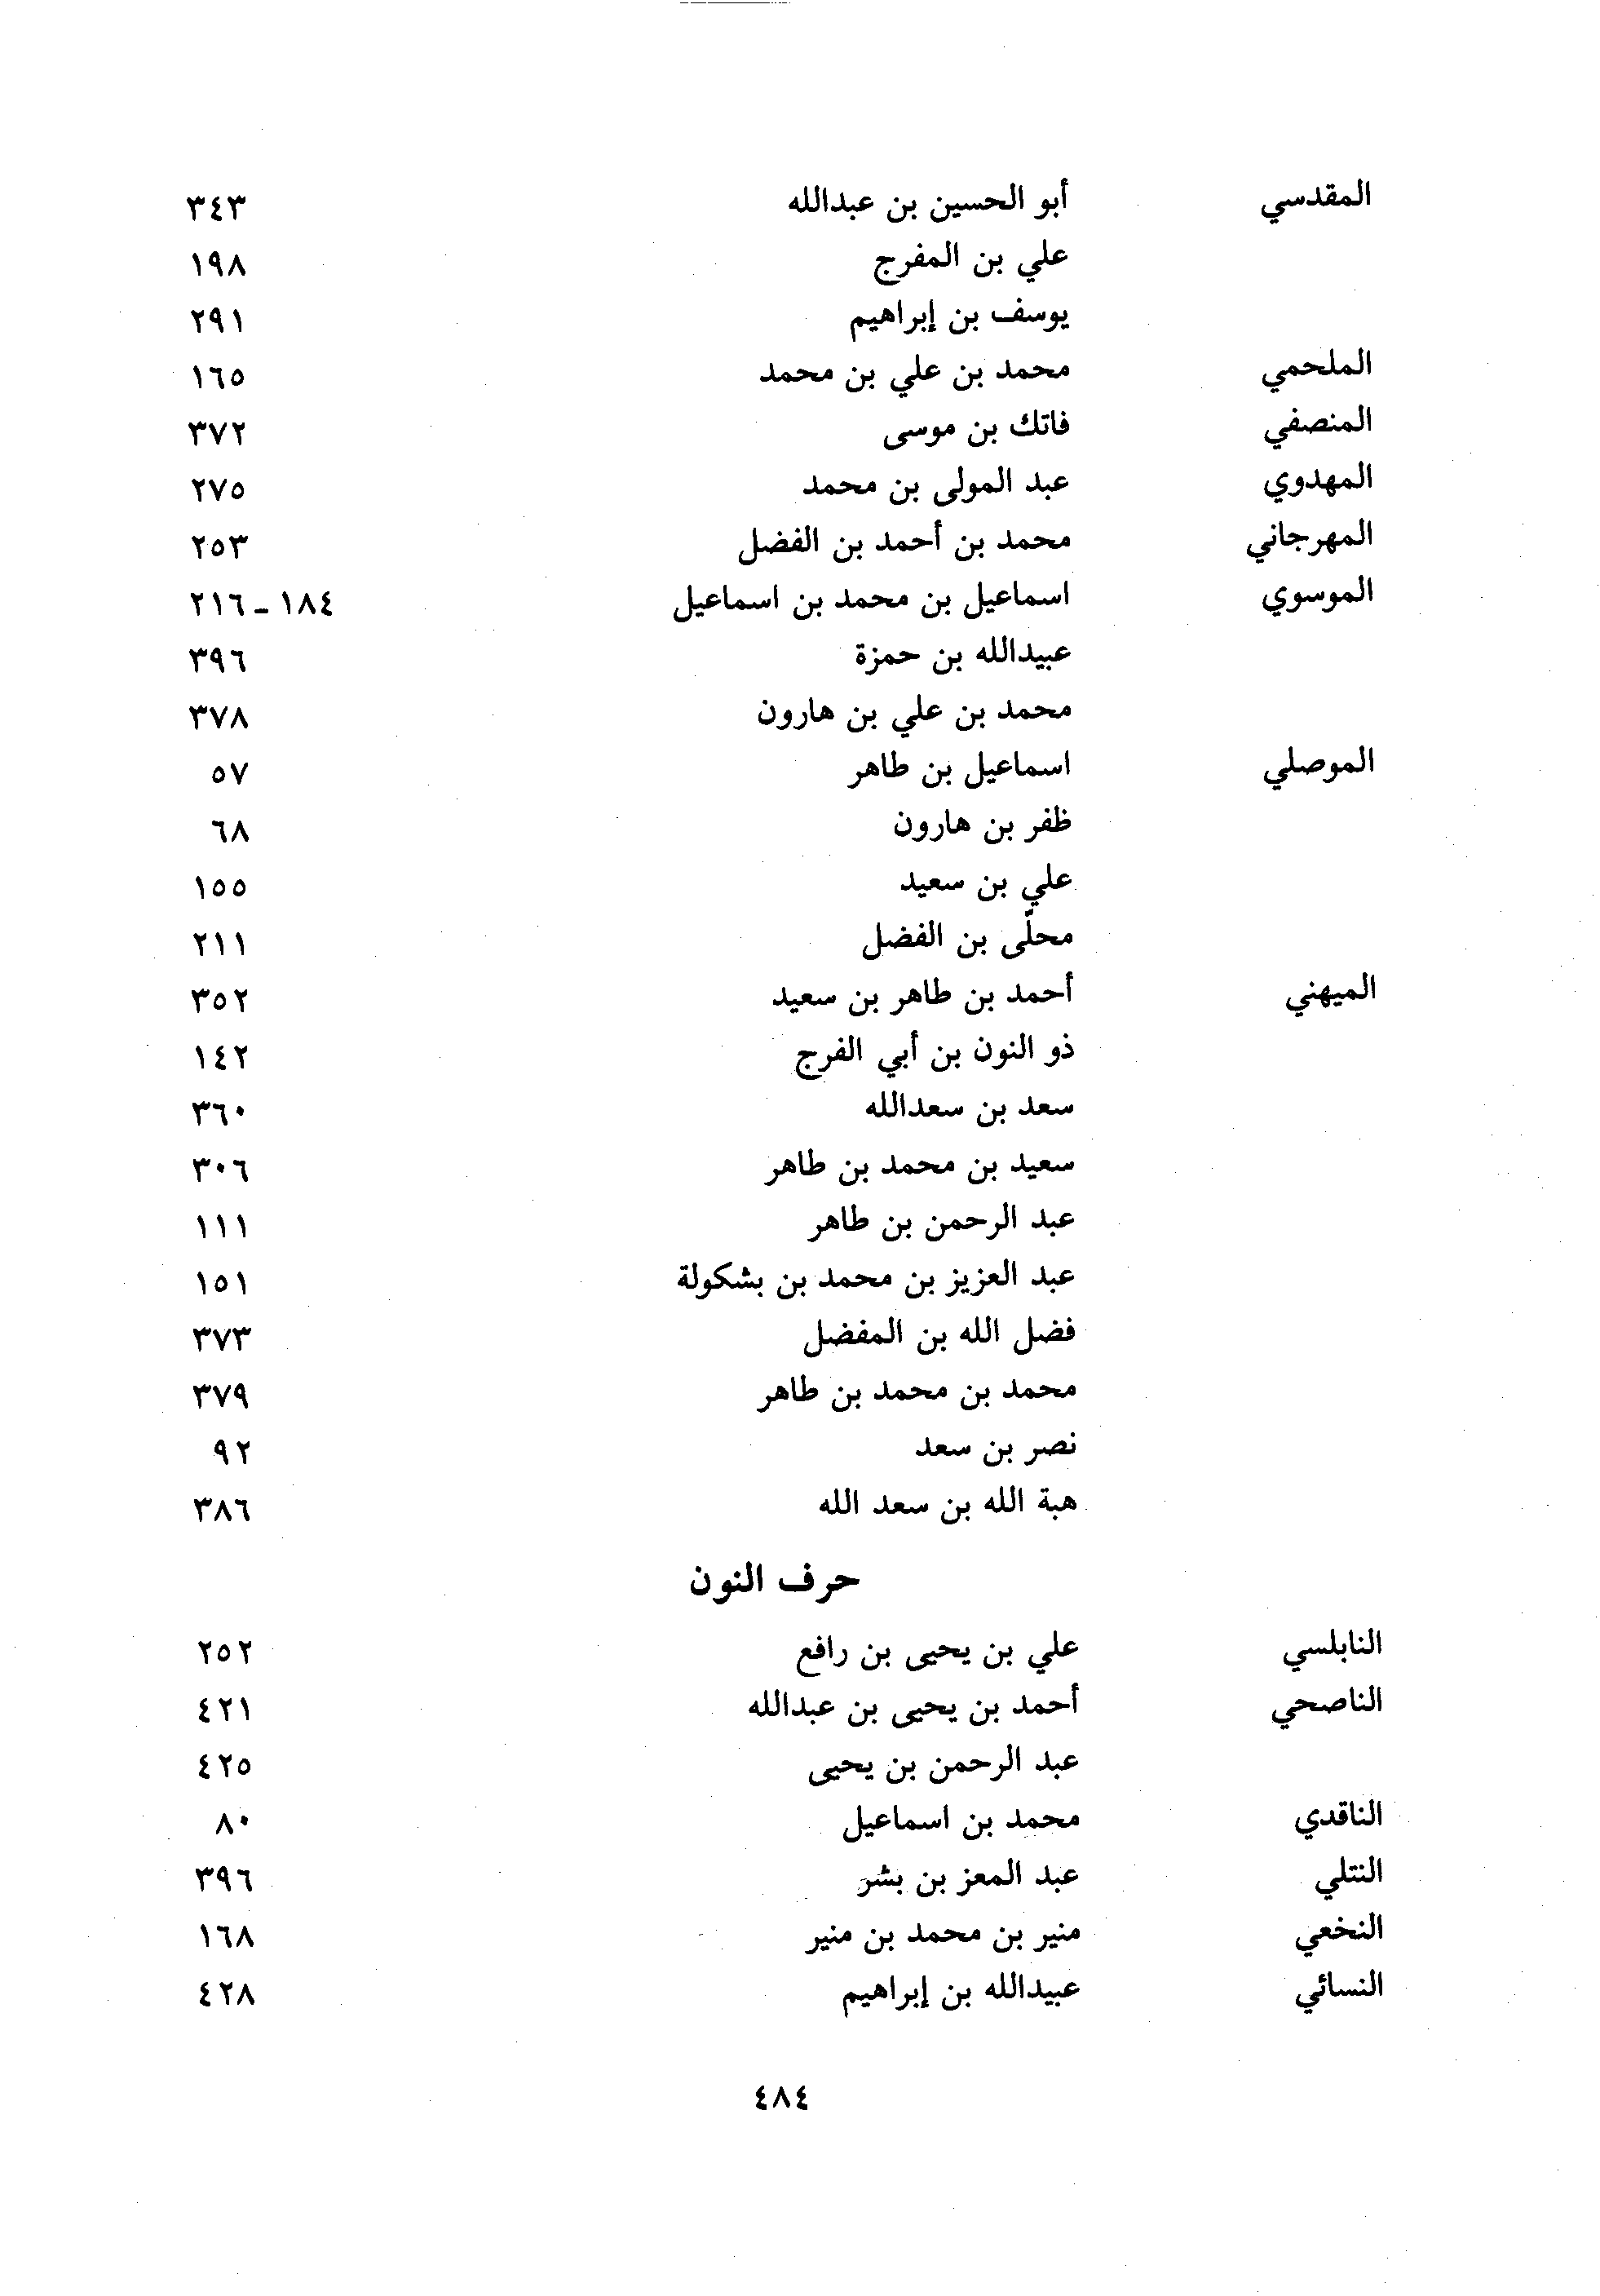 المقدسي أبو الحسين بن عبدالله ٣٤٣
علي بن المفرج ١٩٨
يوسف بن إبراهيم ٢٩١
الملحمي محمد بن علي بن محمد ١٦٥
المنصفي فاتك بن موسى ٣٧٢
المهدوي عبد المولى بن محمد ٢٧٥
المهرجاني محمد بن أحمد بن الفضل ٢٥٣
الموسوي اسماعيل بن محمد بن اسماعيل ١٨٤ ـ ٢١٦
عبيدالله بن حمزة ٣٩٦
محمد بن علي بن هارون ٣٧٨
الموصلي اسماعيل بن طاهر ٥٧
ظفر بن هارون ٦٨
علي بن سعيد ١٥٥
محلّى بن الفضل ٢١١
الميهني أحمد بن طاهر بن سعيد ٣٥٢
ذو النون بن أبي الفرج ١٤٢
سعد بن سعدالله ٣٦٠
سعيد بن محمد بن طاهر ٣٠٦
عبد الرحمن بن طاهر ١١١
عبد العزيز بن محمد بن بشكولة ١٥١
فضل الله بن المفضل ٣٧٣
محمد بن محمد بن طاهر ٣٧٩
نصر بن سعد ٩٢
هبة الله بن سعد الله ٣٨٦
حرف النون
النابلسي علي بن يحيى بن رافع ٢٥٢
الناصحي أحمد بن يحيى بن عبدالله ٤٢١
عبد الرحمن بن يحيى ٤٢٥
الناقدي محمد بن اسماعيل ٨٠
النتلي عبد المعز بن بشر ٣٩٦
النخعي منير بن محمد بن منير ١٦٨
النسائي عبيدالله بن إبراهيم ٤٢٨
٤٨٤